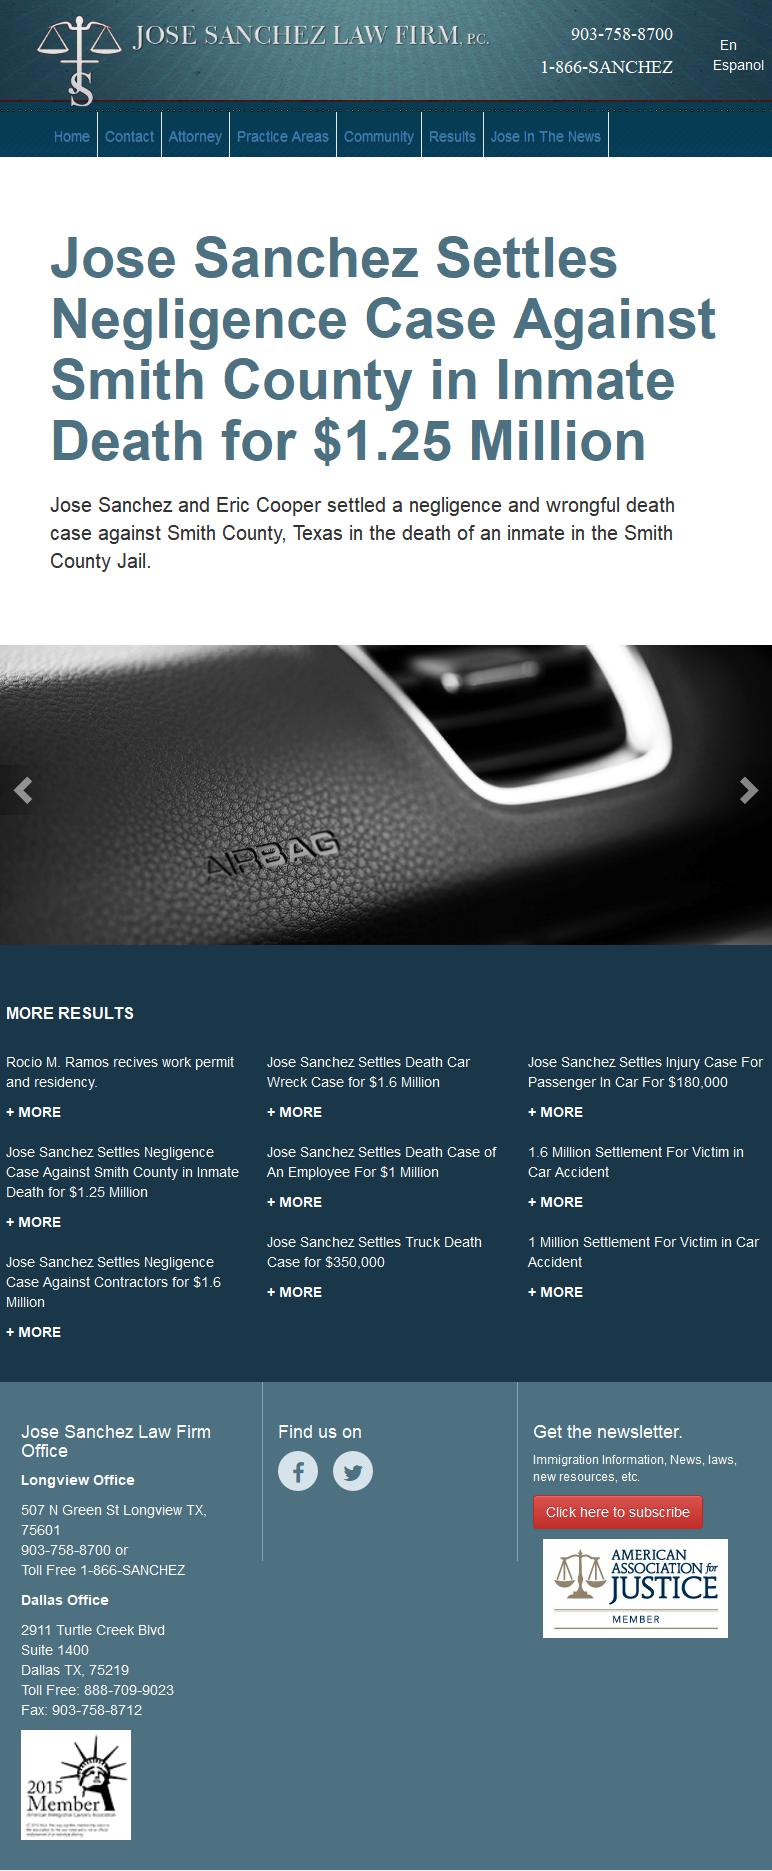 JOSE SANCHEZ LAW FIRM, P.C.
903-758-8700
1-866-SANCHEZ
En
Espanol
JS
Home Contact Attorney Practice Areas Community Results Jose In The News
Jose Sanchez Settles
Negligence Case Against
Smith County in Inmate
Death for $1.25 Million
Jose Sanchez and Eric Cooper settled a negligence and wrongful death
case against Smith County, Texas in the death of an inmate in the Smith
County Jail.
AIRBAG
MORE RESULTS
Rocio M. Ramos recives work permit
and residency.
+ MORE
Jose Sanchez Settles Negligence
Case Against Smith County in Inmate
Death for $1.25 Million
+ MORE
Jose Sanchez Settles Negligence
Case Against Contractors for $1.6
Million
+ MORE
Jose Sanchez Settles Death Car
Wreck Case for $1.6 Million
+ MORE
Jose Sanchez Settles Death Case of
An Employee For $1 Million
+ MORE
Jose Sanchez Settles Truck Death
Case for $350,000
+ MORE
Jose Sanchez Settles Injury Case For
Passenger In Car For $180,000
+ MORE
1.6 Million Settlement For Victim in
Car Accident
+ MORE
1 Million Settlement For Victim in Car
Accident
+ MORE
Jose Sanchez Law Firm
Office
Longview Office
507 N Green St Longview TX,
75601
903-758-8700 or
Toll Free 1-866-SANCHEZ
Dallas Office
2911 Turtle Creek Blvd
Suite 1400
Dallas TX, 75219
Toll Free: 888-709-9023
Fax: 903-758-8712
2015
Member
American Immigration Lawyers Association
Find us on
Get the newsletter.
Immigration Information, News, laws,
new resources, etc.
Click here to subscribe
AMERICAN
ASSOCIATION for
JUSTICE
MEMBER